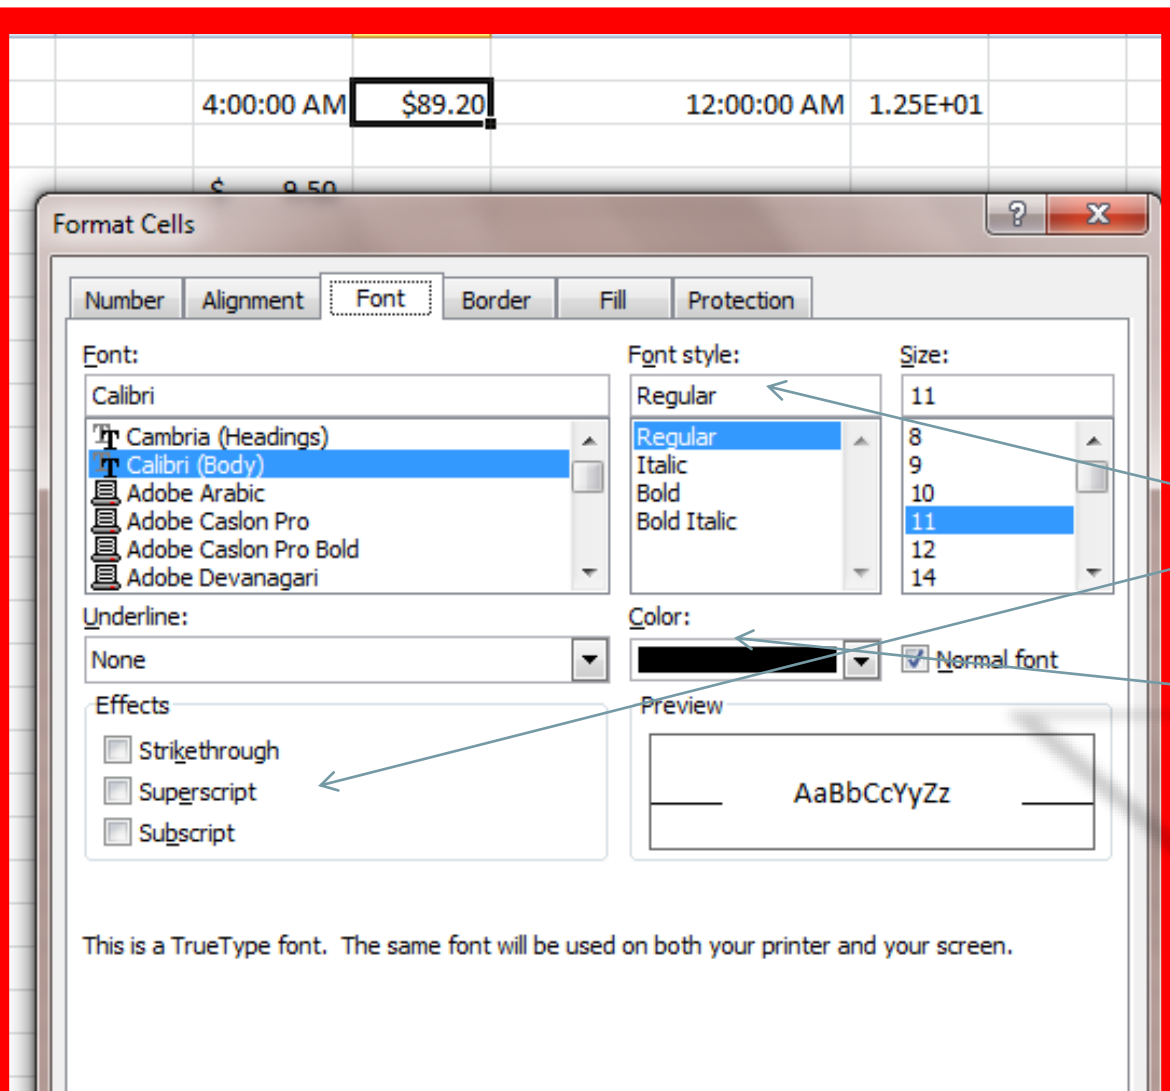 4:00:00 AM $89.20 12:00:00 AM 1.25E+01
$ 9.50
Format Cells
?
Number Alignment Font Border Fill Protection
Font: Font style: Size:
Calibri Regular 11
Cambria (Headings) Regular 8
Calibri (Body) Italic 9
Adobe Arabic Bold 10
Adobe Caslon Pro Bold Italic 11
Adobe Caslon Pro Bold 12
Adobe Devanagari 14
Underline: Color:
None Normal font
Effects Preview
Strikethrough
Superscript AaBbCcYyZz
Subscript
This is a TrueType font. The same font will be used on both your printer and your screen.